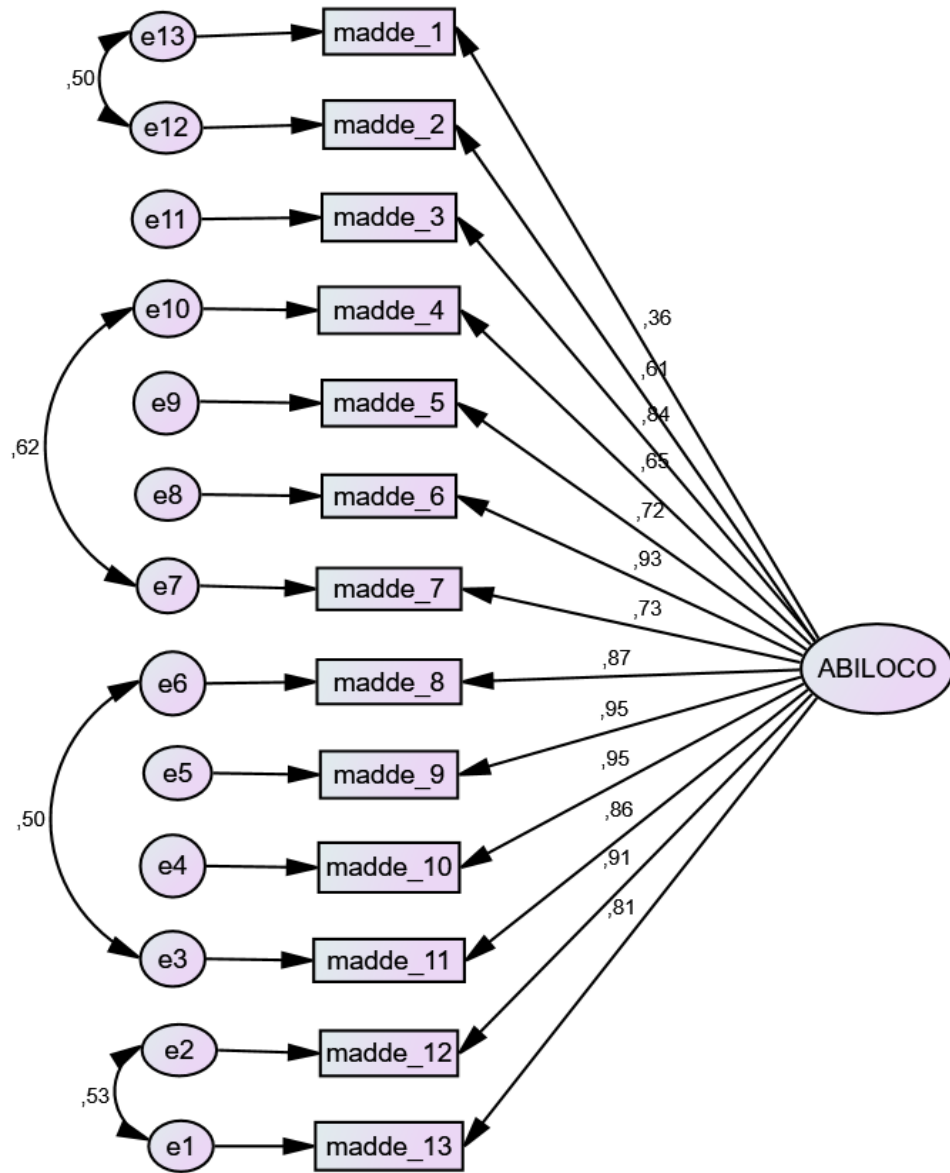 e13
madde_1
,50
e12
madde_2
e11
madde_3
e10
madde_4
,36
,61
e9
madde_5
,84
,62
,65
e8
madde_6
,72
,93
e7
madde_7
,73
e6
madde_8
,87
ABILOCO
,95
e5
madde_9
,95
,50
,86
e4
madde_10
,91
,81
e3
madde_11
e2
madde_12
,53
e1
madde_13